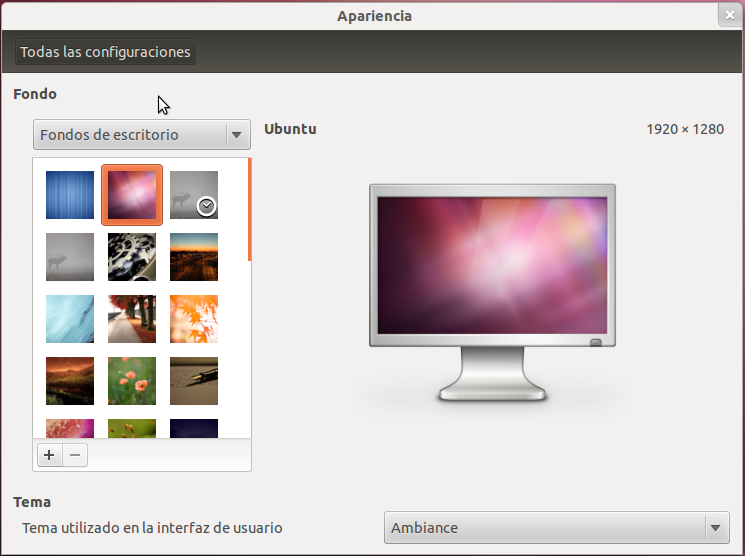 Apariencia
Todas las configuraciones
Fondo
Fondos de escritorio
Ubuntu
1920 × 1280
Tema
Tema utilizado en la interfaz de usuario
Ambiance